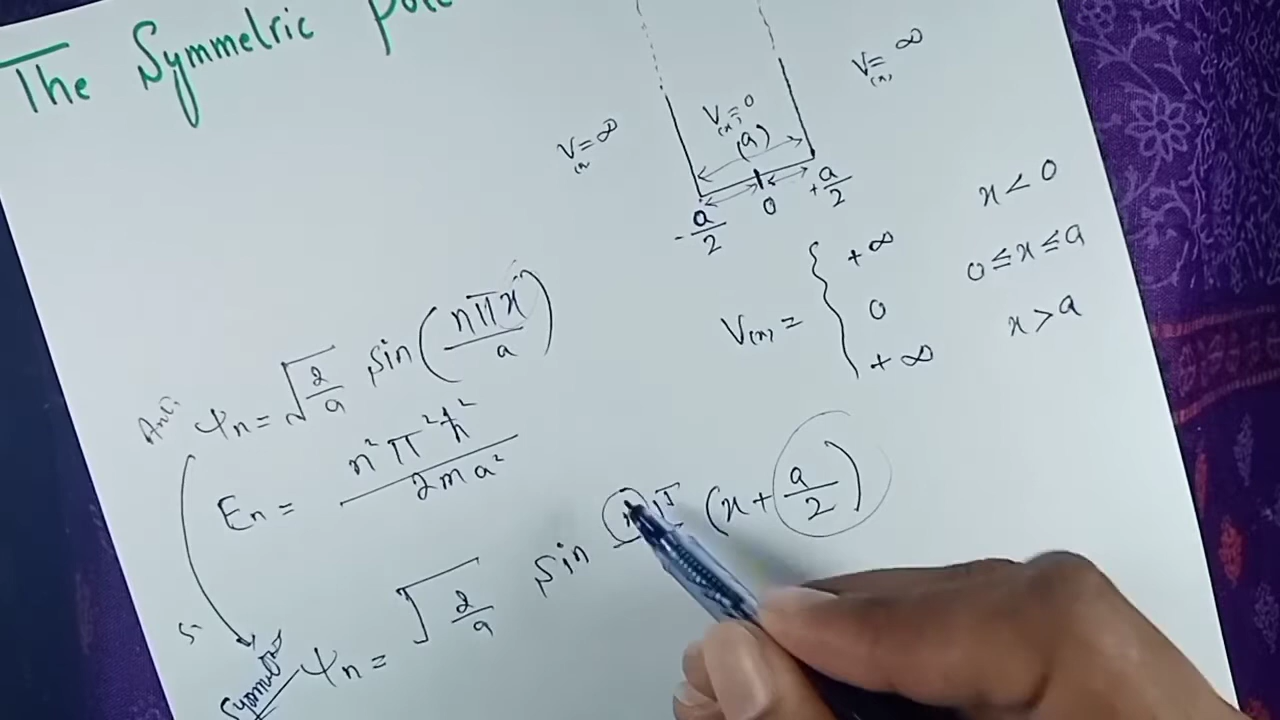 The Symmetric
V(x)=∞
V(x)=0
V(x)=∞
(a)
-a/2 0 +a/2
V(x) = { +∞ x<0
0 0≤x≤a
+∞ x>a
Anti. ψn = √(2/a) sin(nπx/a)
En = n²π²ħ²/2ma²
ψn = √(2/a) sin π (x + a/2)